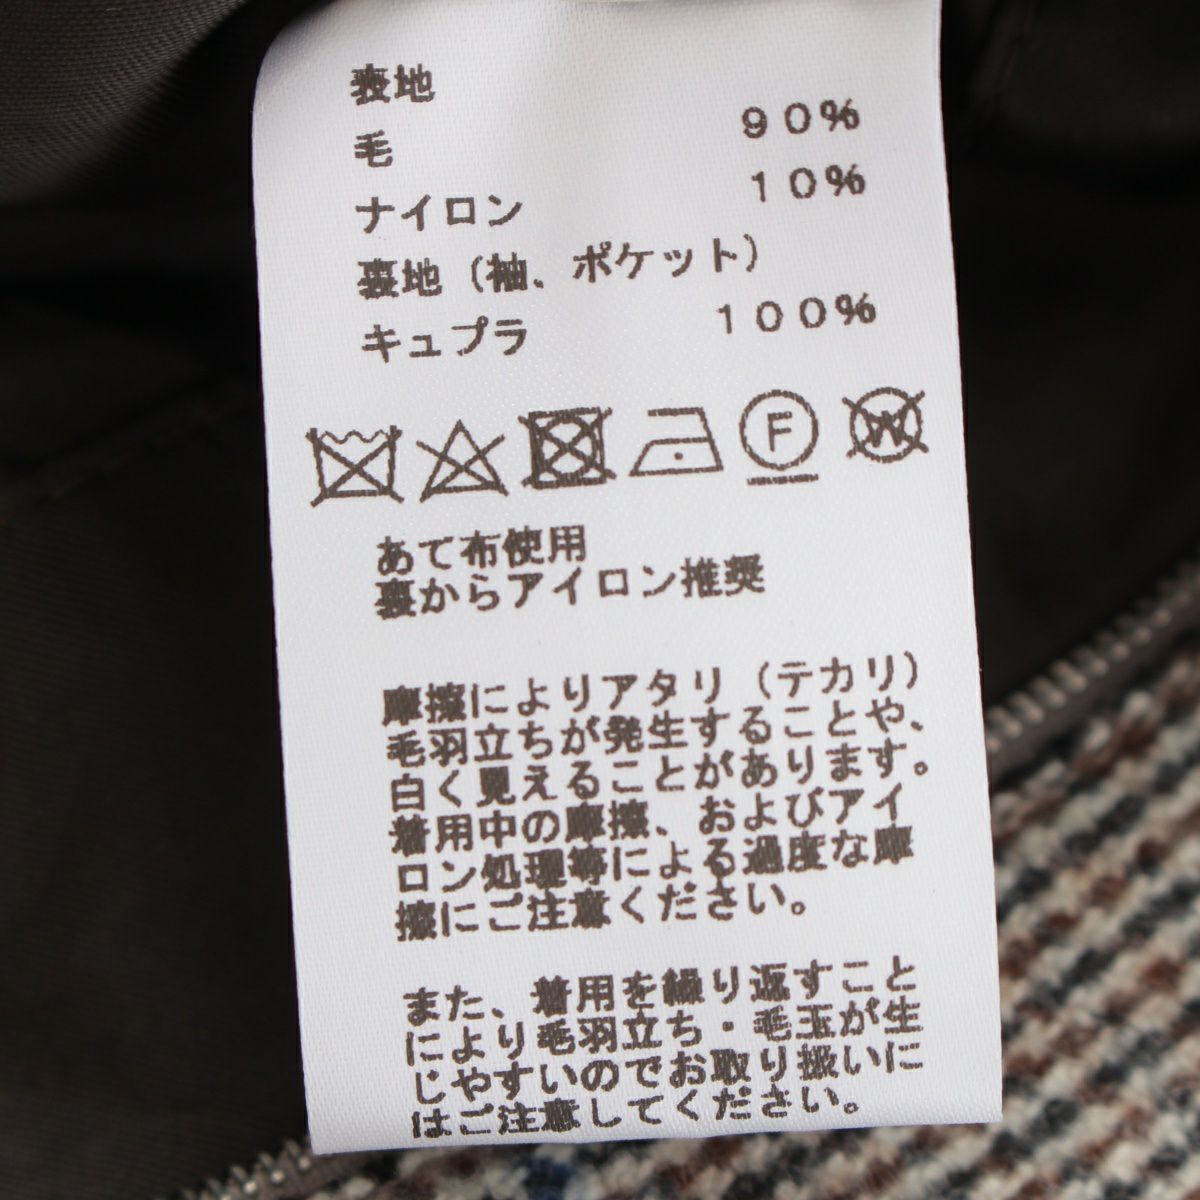 表地
毛 90%
ナイロン 10%
裏地（袖、ポケット）
キュプラ 100%
F W
あて布使用
裏からアイロン推奨
摩擦によりアタリ（テカリ）
毛羽立ちが発生することや、
白く見えることがあります。
着用中の摩擦、およびアイ
ロン処理等による過度な摩
擦にご注意ください。
また、着用を繰り返すこと
により毛羽立ち・毛玉が生
じやすいのでお取り扱いに
はご注意してください。